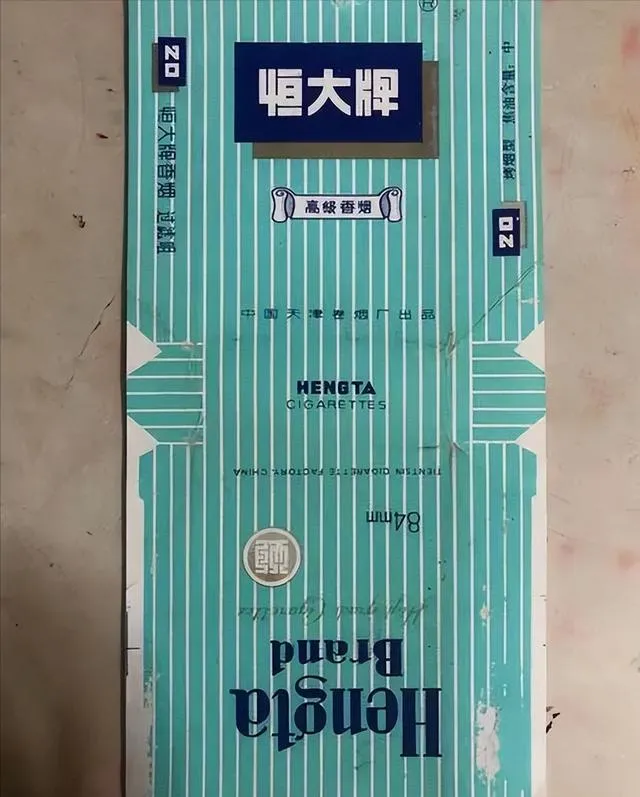 恒大牌
高级香烟
中国天津卷烟厂出品
HENGTA
CIGARETTES
20
恒大牌香烟 过滤咀
烤烟型 焦油含量：中
20
Hengta
Brand
High-grade Cigarettes
84mm
TIENTSIN CIGARETTE FACTORY, CHINA